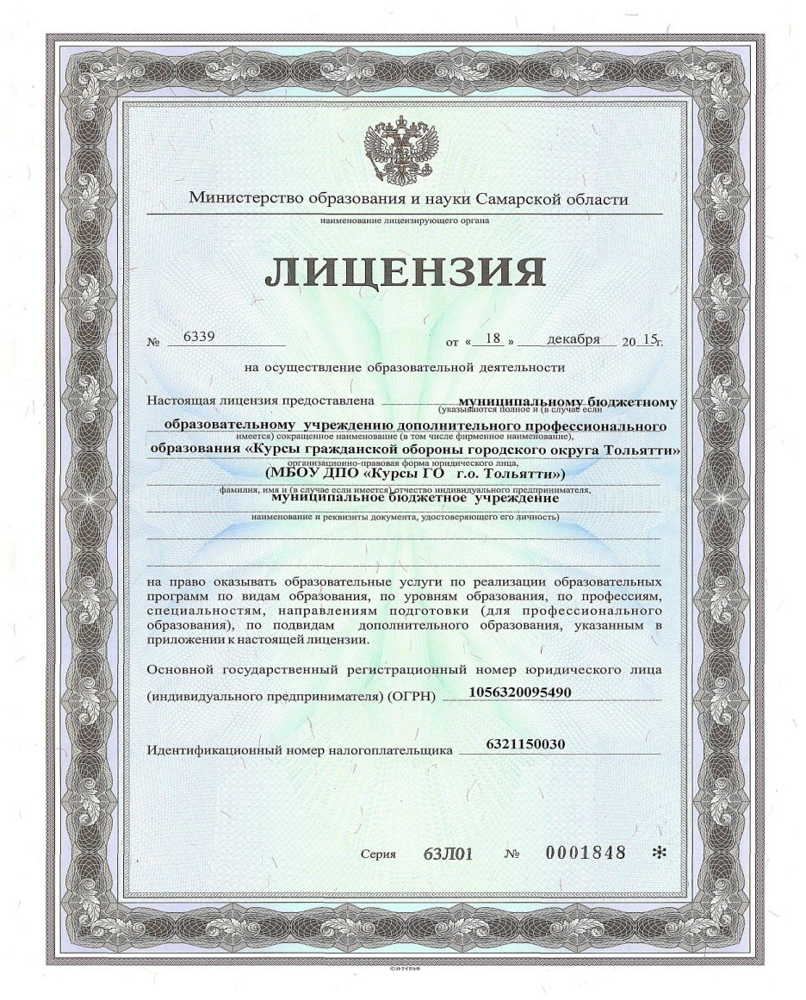 Министерство образования и науки Самарской области
наименование лицензирующего органа
ЛИЦЕНЗИЯ
№ 6339 от « 18 » декабря 20 15г.
на осуществление образовательной деятельности
Настоящая лицензия предоставлена муниципальному бюджетному
(указываются полное и (в случае если
образовательному учреждению дополнительного профессионального
имеется) сокращенное наименование (в том числе фирменное наименование),
образования «Курсы гражданской обороны городского округа Тольятти»
организационно-правовая форма юридического лица,
(МБОУ ДПО «Курсы ГО г.о. Тольятти»)
фамилия, имя и (в случае если имеется) отчество индивидуального предпринимателя,
муниципальное бюджетное учреждение
наименование и реквизиты документа, удостоверяющего его личность)
на право оказывать образовательные услуги по реализации образовательных
программ по видам образования, по уровням образования, по профессиям,
специальностям, направлениям подготовки (для профессионального
образования), по подвидам дополнительного образования, указанным в
приложении к настоящей лицензии.
Основной государственный регистрационный номер юридического лица
(индивидуального предпринимателя) (ОГРН) 1056320095490
Идентификационный номер налогоплательщика 6321150030
Серия 63Л01 № 0001848 *
© Н-Т-ГРАФ